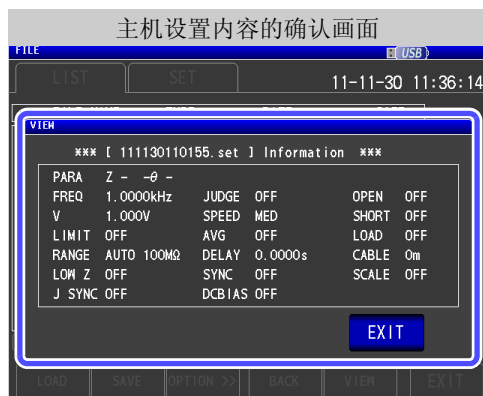 主机设置内容的确认画面
FILE USB
LIST SET 11-11-30 11:36:14
VIEW
*** [ 111130110155.set ] Information ***
PARA Z - -θ -
FREQ 1.0000kHz JUDGE OFF OPEN OFF
V 1.000V SPEED MED SHORT OFF
LIMIT OFF AVG OFF LOAD OFF
RANGE AUTO 100MΩ DELAY 0.0000s CABLE 0m
LOW Z OFF SYNC OFF SCALE OFF
J SYNC OFF DCBIAS OFF
EXIT
LOAD SAVE OPTION >> BACK VIEW EXIT